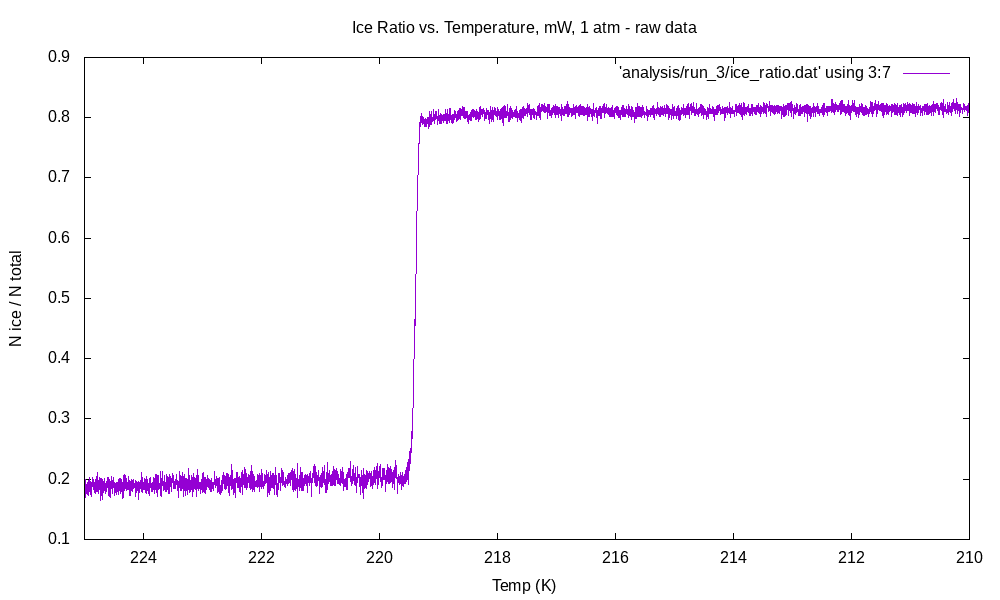 Ice Ratio vs. Temperature, mW, 1 atm - raw data
'analysis/run_3/ice_ratio.dat' using 3:7
N ice / N total
0.9
0.8
0.7
0.6
0.5
0.4
0.3
0.2
0.1
224 222 220 218 216 214 212 210
Temp (K)